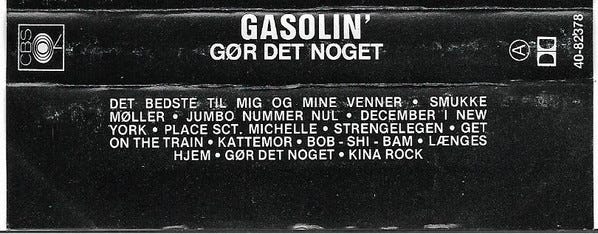 CBS
GASOLIN'
GØR DET NOGET
A
40-82378
DET BEDSTE TIL MIG OG MINE VENNER • SMUKKE
MØLLER • JUMBO NUMMER NUL • DECEMBER I NEW
YORK • PLACE SCT. MICHELLE • STRENGELEGEN • GET
ON THE TRAIN • KATTEMOR • BOB - SHI - BAM • LÆNGES
HJEM • GØR DET NOGET • KINA ROCK